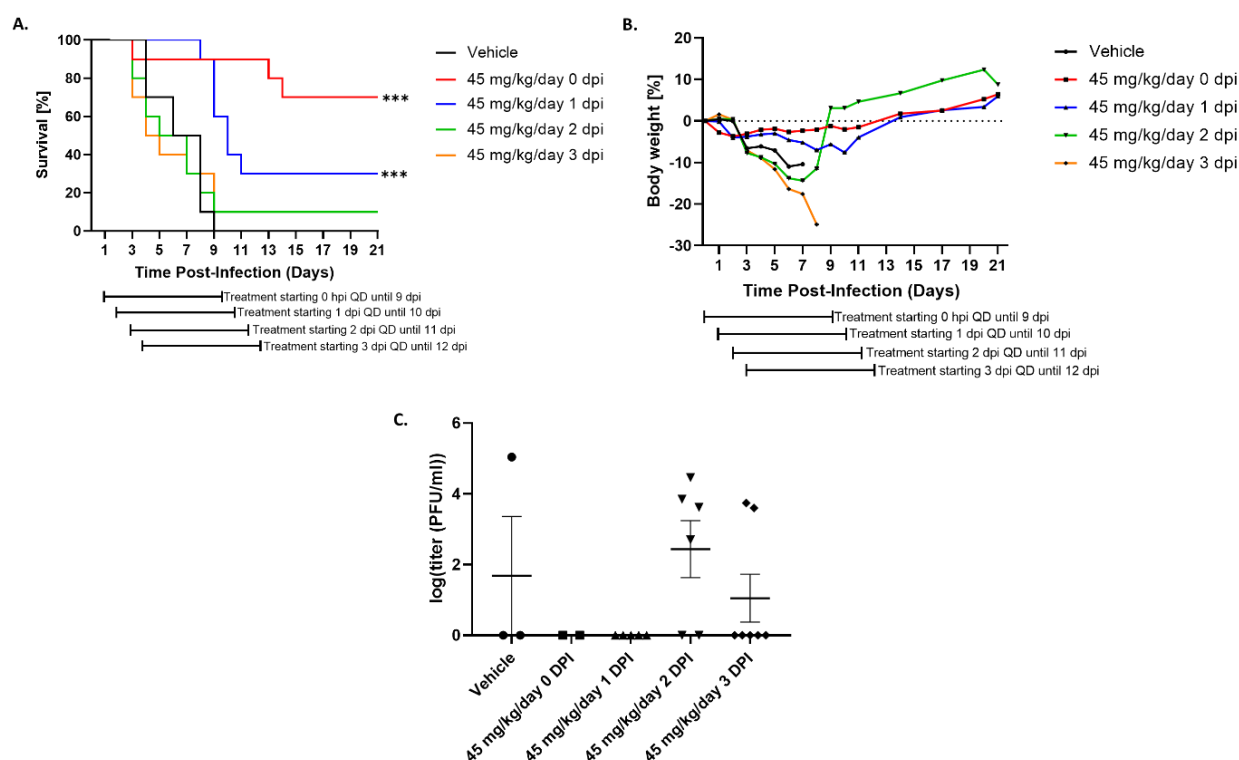 A.
100
80
60
40
20
0
Survival [%]
1 3 5 7 9 11 13 15 17 19 21
Time Post-Infection (Days)
Vehicle
45 mg/kg/day 0 dpi
45 mg/kg/day 1 dpi
45 mg/kg/day 2 dpi
45 mg/kg/day 3 dpi
***
***
Treatment starting 0 hpi QD until 9 dpi
Treatment starting 1 dpi QD until 10 dpi
Treatment starting 2 dpi QD until 11 dpi
Treatment starting 3 dpi QD until 12 dpi
B.
20
10
0
-10
-20
-30
Body weight [%]
1 3 5 7 9 11 13 15 17 19 21
Time Post-Infection (Days)
Vehicle
45 mg/kg/day 0 dpi
45 mg/kg/day 1 dpi
45 mg/kg/day 2 dpi
45 mg/kg/day 3 dpi
Treatment starting 0 hpi QD until 9 dpi
Treatment starting 1 dpi QD until 10 dpi
Treatment starting 2 dpi QD until 11 dpi
Treatment starting 3 dpi QD until 12 dpi
C.
6
4
2
0
log(titer (PFU/ml))
Vehicle
45 mg/kg/day 0 DPI
45 mg/kg/day 1 DPI
45 mg/kg/day 2 DPI
45 mg/kg/day 3 DPI